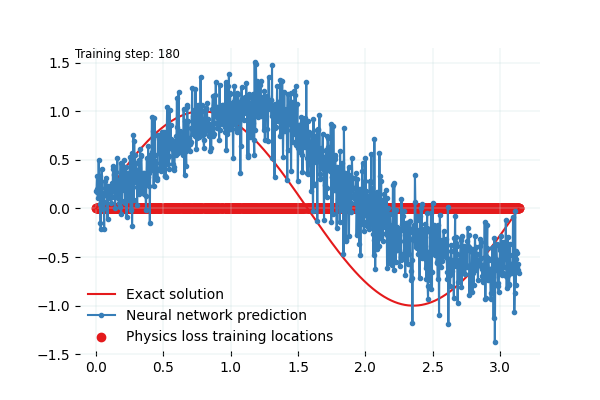 Training step: 180
1.5
1.0
0.5
0.0
−0.5
−1.0
−1.5
Exact solution
Neural network prediction
Physics loss training locations
0.0 0.5 1.0 1.5 2.0 2.5 3.0